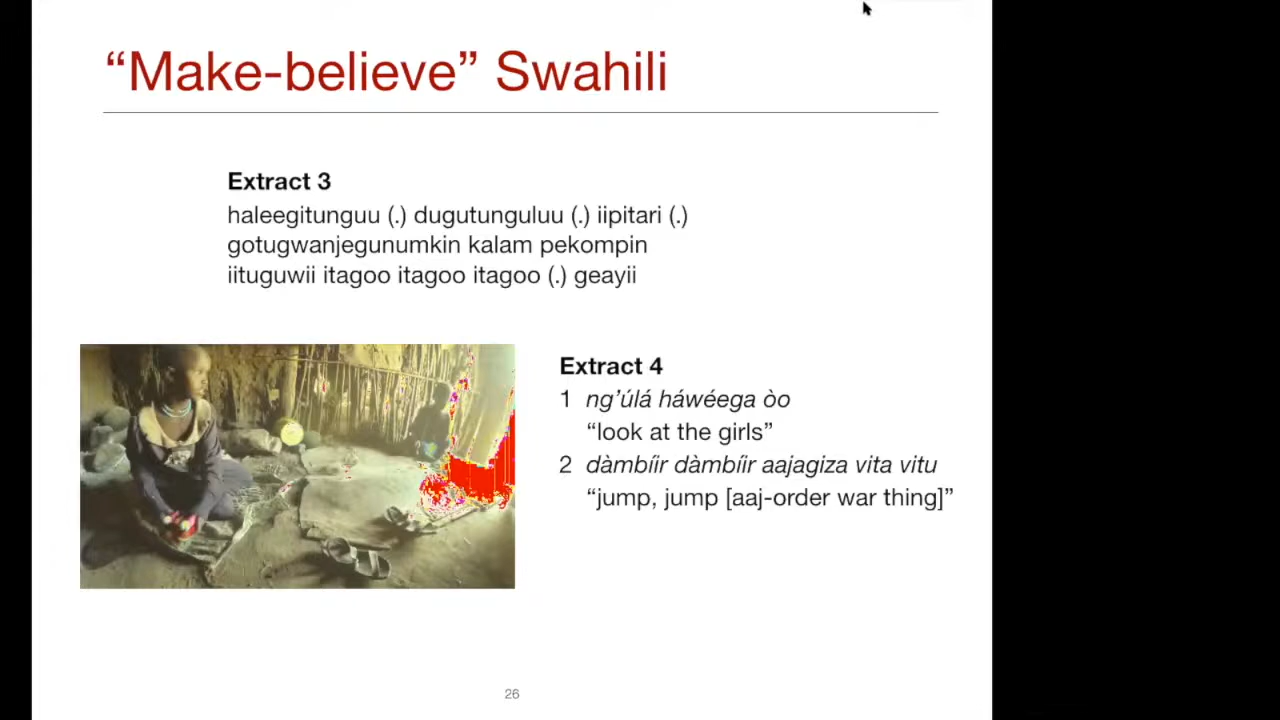 “Make-believe” Swahili
Extract 3
haleegitunguu (.) dugutunguluu (.) iipitari (.)
gotugwanjegunumkin kalam pekompin
iituguwii itagoo itagoo itagoo (.) geayii
Extract 4
1 ng’úlá háwéega òo
“look at the girls”
2 dàmbíir dàmbíir aajagiza vita vitu
“jump, jump [aaj-order war thing]”
26